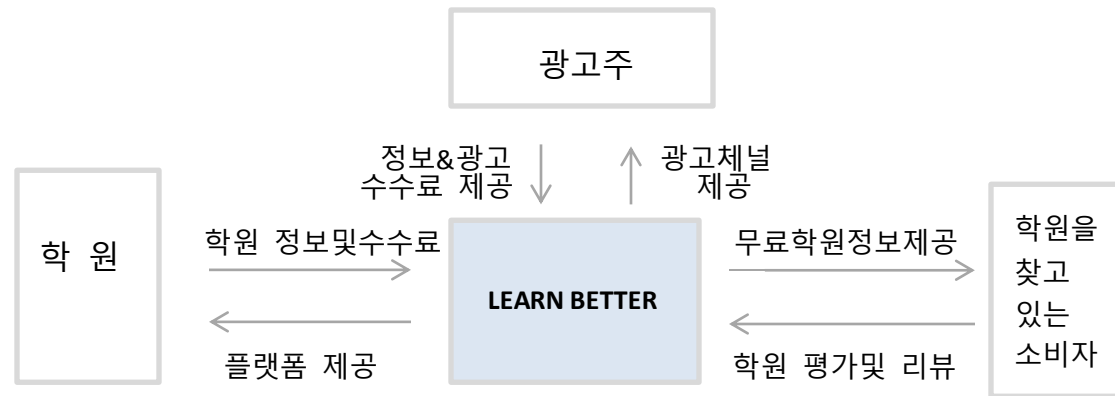 광고주
정보&광고
수수료 제공
광고체널
제공
학 원
학원 정보및수수료
플랫폼 제공
LEARN BETTER
무료학원정보제공
학원 평가및 리뷰
학원을
찾고
있는
소비자